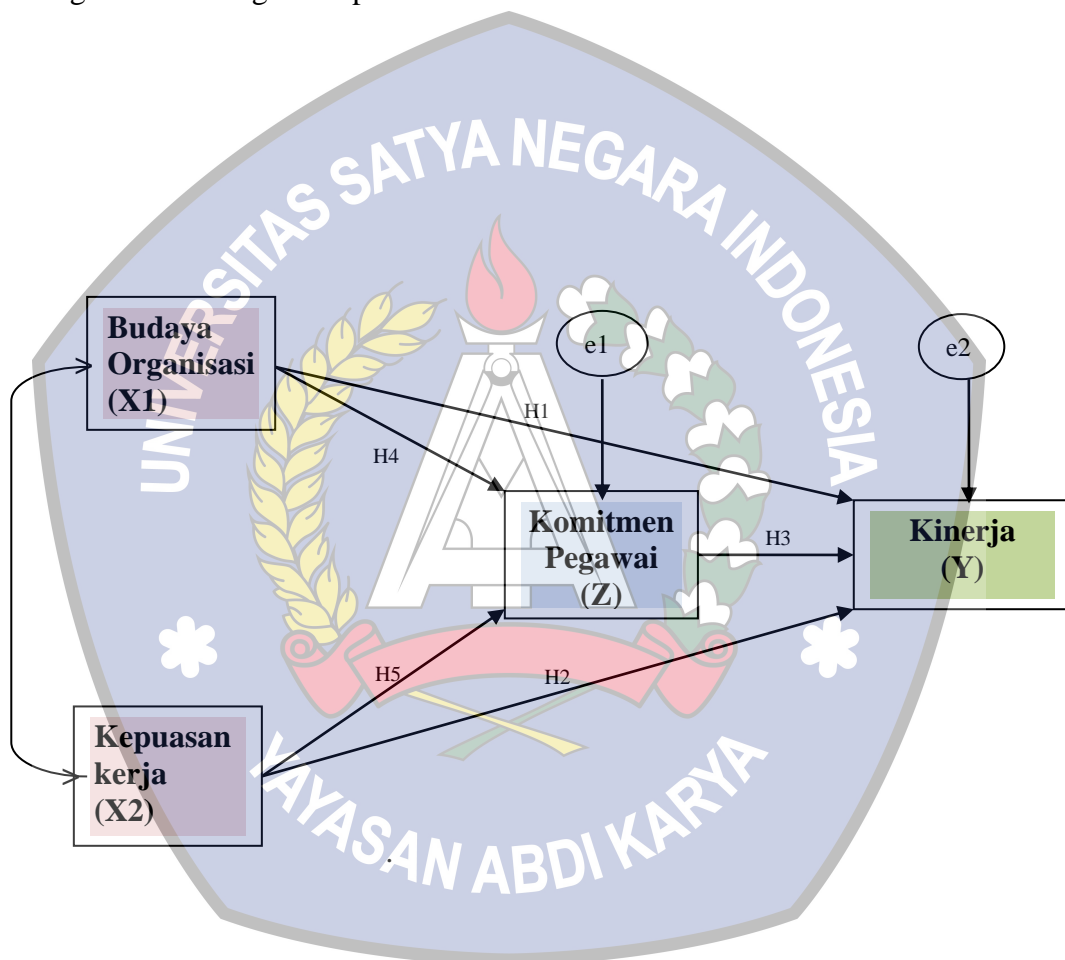 UNIVERSITAS SATYA NEGARA INDONESIA
Budaya
Organisasi
(X1)
e1
e2
H1
H4
Komitmen
Pegawai
(Z)
H3
Kinerja
(Y)
H5
H2
Kepuasan
kerja
(X2)
YAYASAN ABDI KARYA